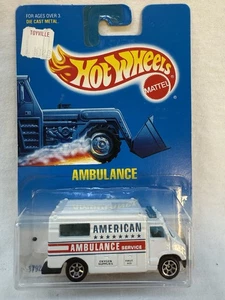 FOR AGES OVER 3
DIE CAST METAL
TOYVILLE
HOT WHEELS
MATTEL
AMBULANCE
AMERICAN
AMBULANCE SERVICE